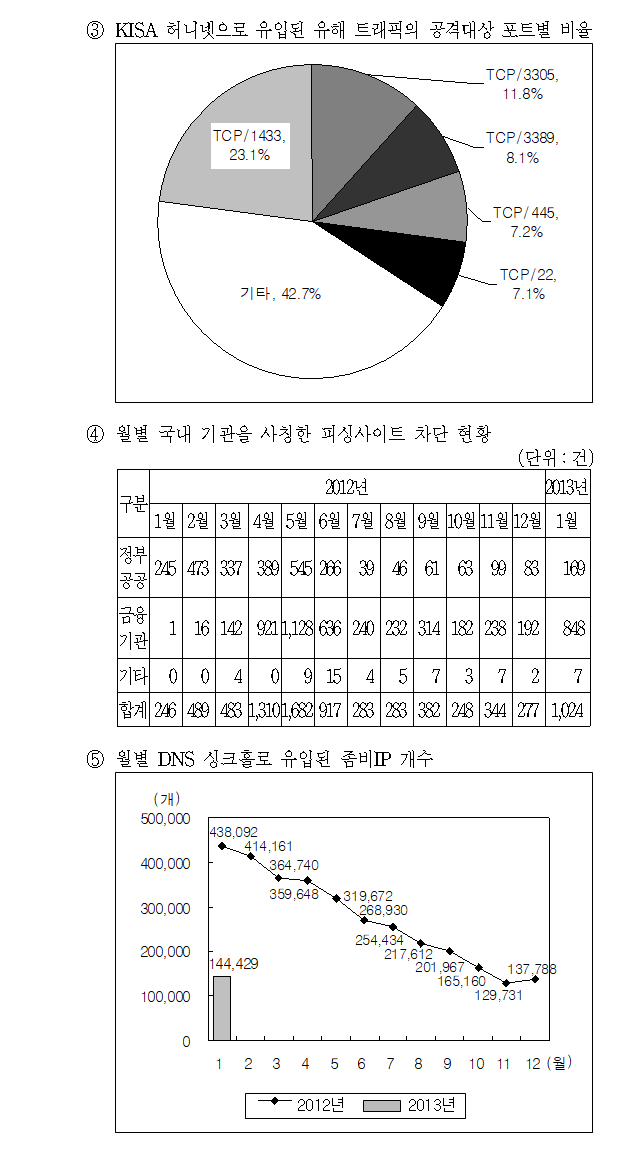 ③ KISA 허니넷으로 유입된 유해 트래픽의 공격대상 포트별 비율
TCP/3305,
11.8%
TCP/1433,
23.1%
TCP/3389,
8.1%
TCP/445,
7.2%
TCP/22,
7.1%
기타, 42.7%
④ 월별 국내 기관을 사칭한 피싱사이트 차단 현황
(단위 : 건)
구분 2012년 2013년
1월 2월 3월 4월 5월 6월 7월 8월 9월 10월 11월 12월 1월
정부
공공 245 473 337 389 545 266 39 46 61 63 99 83 169
금융
기관 1 16 142 921 1,128 636 240 232 314 182 238 192 848
기타 0 0 4 0 9 15 4 5 7 3 7 2 7
합계 246 489 483 1,310 1,682 917 283 283 382 248 344 277 1,024
⑤ 월별 DNS 싱크홀로 유입된 좀비IP 개수
(개)
500,000
438,092
414,161
400,000
364,740
359,648
319,672
300,000
268,930
254,434
217,612
200,000
201,967
137,788
144,429
165,160
129,731
100,000
0
1 2 3 4 5 6 7 8 9 10 11 12 (월)
2012년 2013년